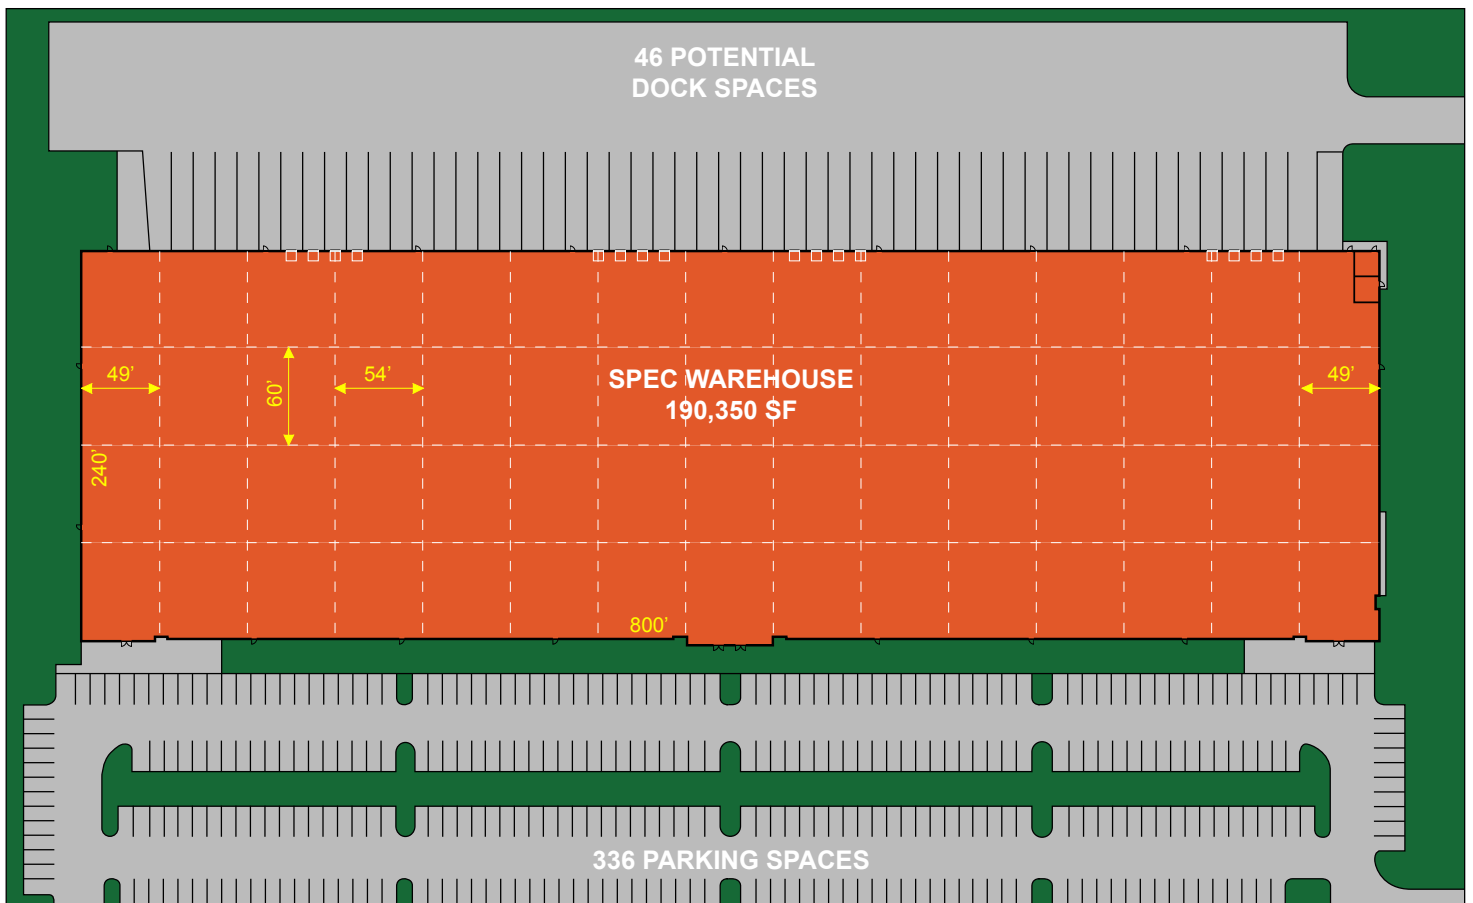 46 POTENTIAL
DOCK SPACES
49’
60’
54’
SPEC WAREHOUSE
190,350 SF
49’
240’
800’
336 PARKING SPACES